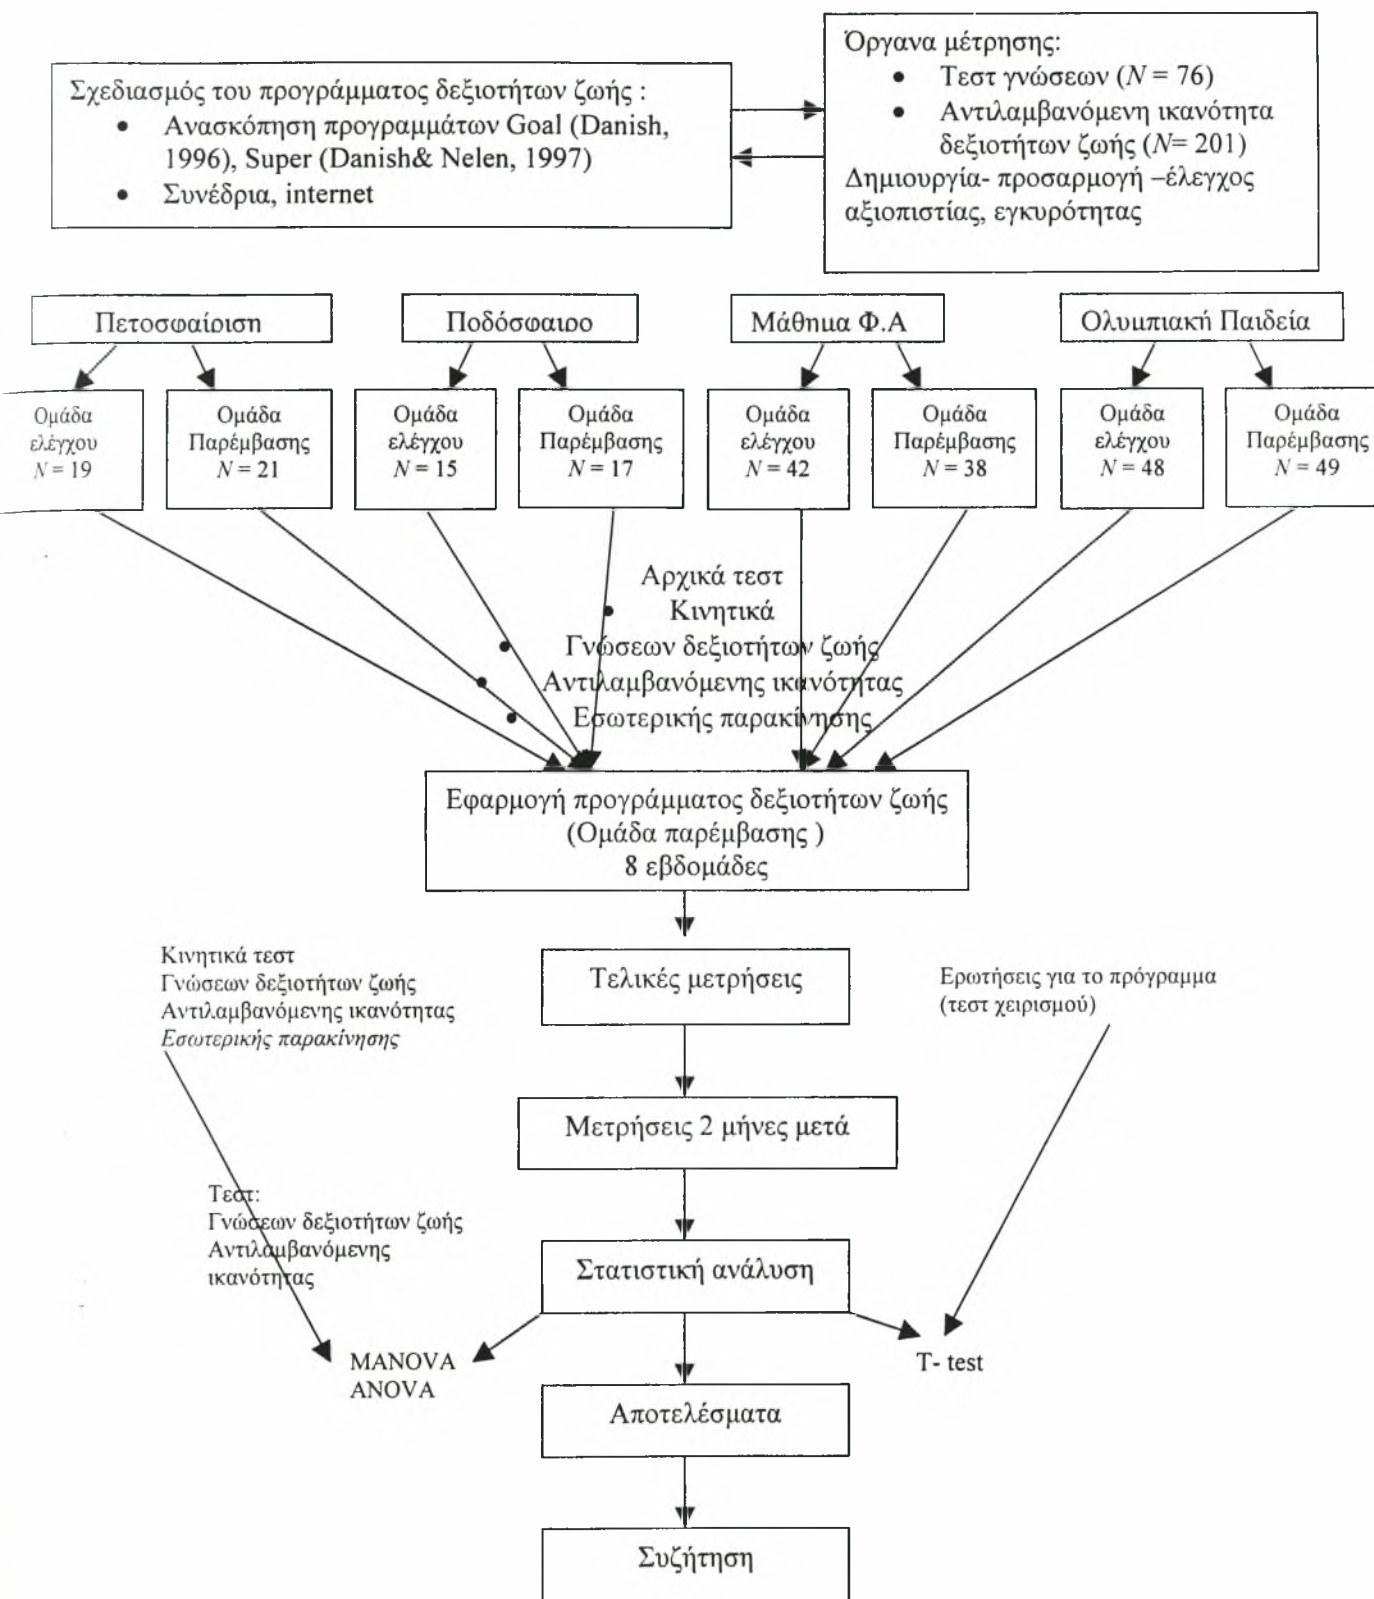 Σχεδιασμός του προγράμματος δεξιοτήτων ζωής :
• Ανασκόπηση προγραμμάτων Goal (Danish,
1996), Super (Danish& Nelen, 1997)
• Συνέδρια, internet
Όργανα μέτρησης:
• Τεστ γνώσεων (N = 76)
• Αντιλαμβανόμενη ικανότητα
δεξιοτήτων ζωής (N= 201)
Δημιουργία- προσαρμογή –έλεγχος
αξιοπιστίας, εγκυρότητας
Πετοσφαίριση
Ποδόσφαιρο
Μάθημα Φ.Α
Ολυμπιακή Παιδεία
Ομάδα
ελέγχου
N = 19
Ομάδα
Παρέμβασης
N = 21
Ομάδα
ελέγχου
N = 15
Ομάδα
Παρέμβασης
N = 17
Ομάδα
ελέγχου
N = 42
Ομάδα
Παρέμβασης
N = 38
Ομάδα
ελέγχου
N = 48
Ομάδα
Παρέμβασης
N = 49
Αρχικά τεστ
• Κινητικά
• Γνώσεων δεξιοτήτων ζωής
• Αντιλαμβανόμενης ικανότητας
• Εσωτερικής παρακίνησης
Εφαρμογή προγράμματος δεξιοτήτων ζωής
(Ομάδα παρέμβασης )
8 εβδομάδες
Κινητικά τεστ
Γνώσεων δεξιοτήτων ζωής
Αντιλαμβανόμενης ικανότητας
Εσωτερικής παρακίνησης
Τελικές μετρήσεις
Ερωτήσεις για το πρόγραμμα
(τεστ χειρισμού)
Μετρήσεις 2 μήνες μετά
Τεστ:
Γνώσεων δεξιοτήτων ζωής
Αντιλαμβανόμενης
ικανότητας
Στατιστική ανάλυση
MANOVA
ANOVA
T- test
Αποτελέσματα
Συζήτηση